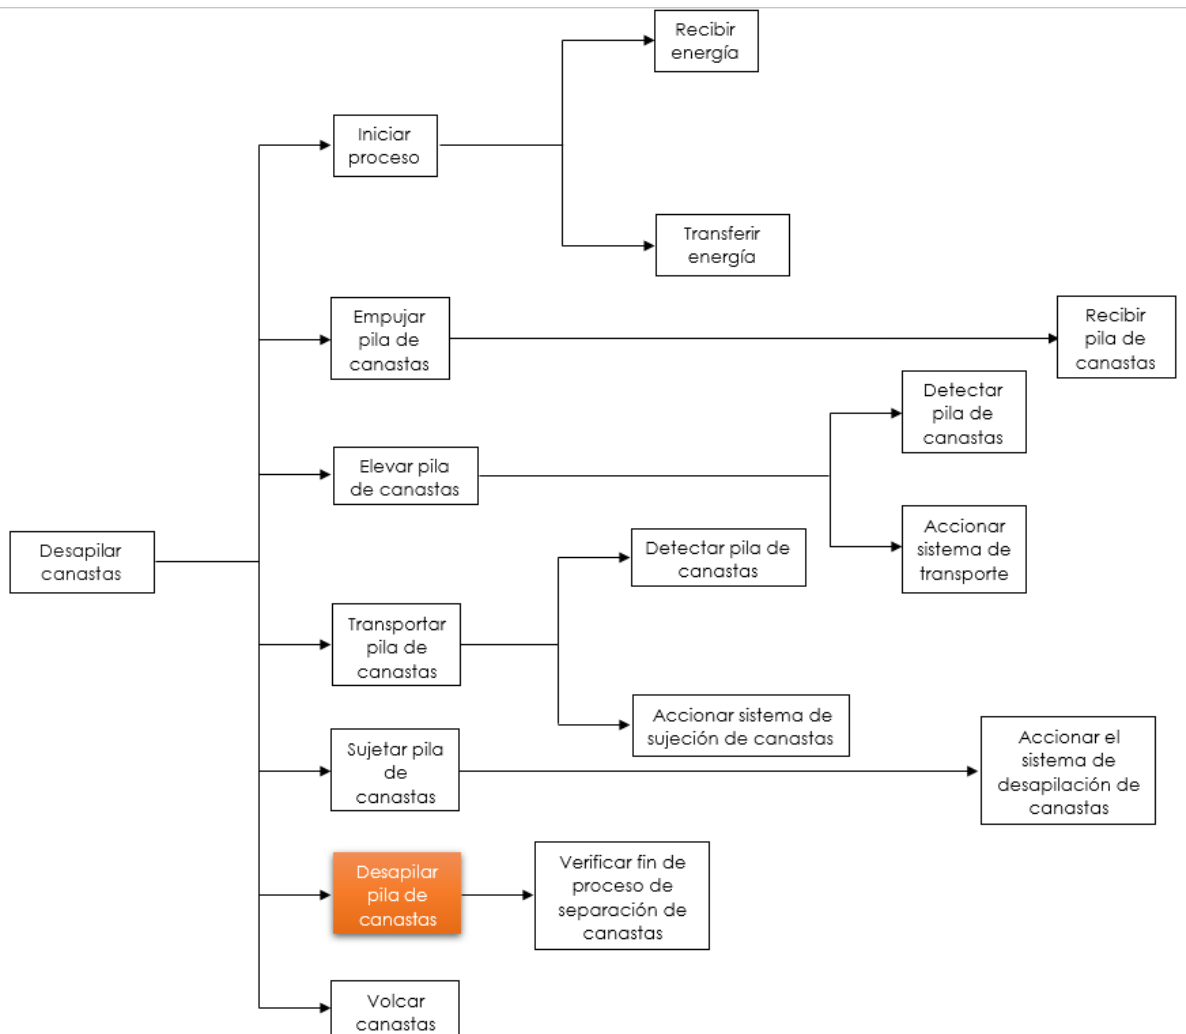 Recibir
energía
Iniciar
proceso
Transferir
energía
Empujar
pila de
canastas
Recibir
pila de
canastas
Detectar
pila de
canastas
Elevar pila
de canastas
Accionar
sistema de
transporte
Desapilar
canastas
Detectar pila de
canastas
Transportar
pila de
canastas
Accionar sistema de
sujeción de canastas
Sujetar pila
de
canastas
Accionar el
sistema de
desapilación de
canastas
Desapilar
pila de
canastas
Verificar fin de
proceso de
separación de
canastas
Volcar
canastas